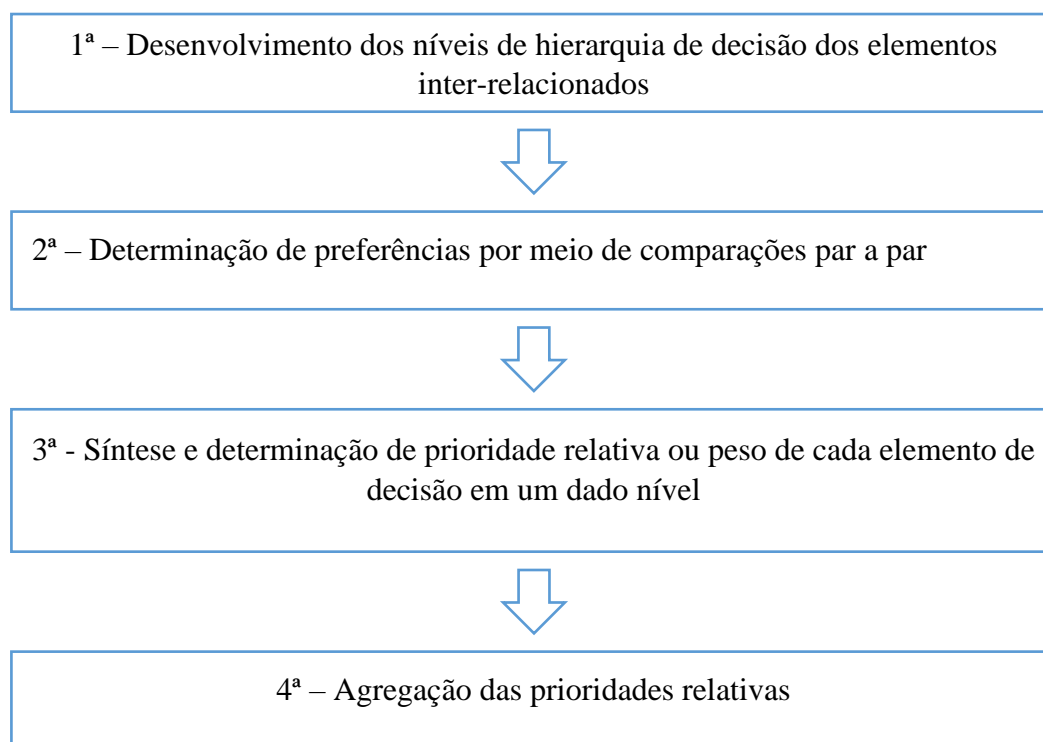 1ª – Desenvolvimento dos níveis de hierarquia de decisão dos elementos
inter-relacionados
2ª – Determinação de preferências por meio de comparações par a par
3ª - Síntese e determinação de prioridade relativa ou peso de cada elemento de
decisão em um dado nível
4ª – Agregação das prioridades relativas